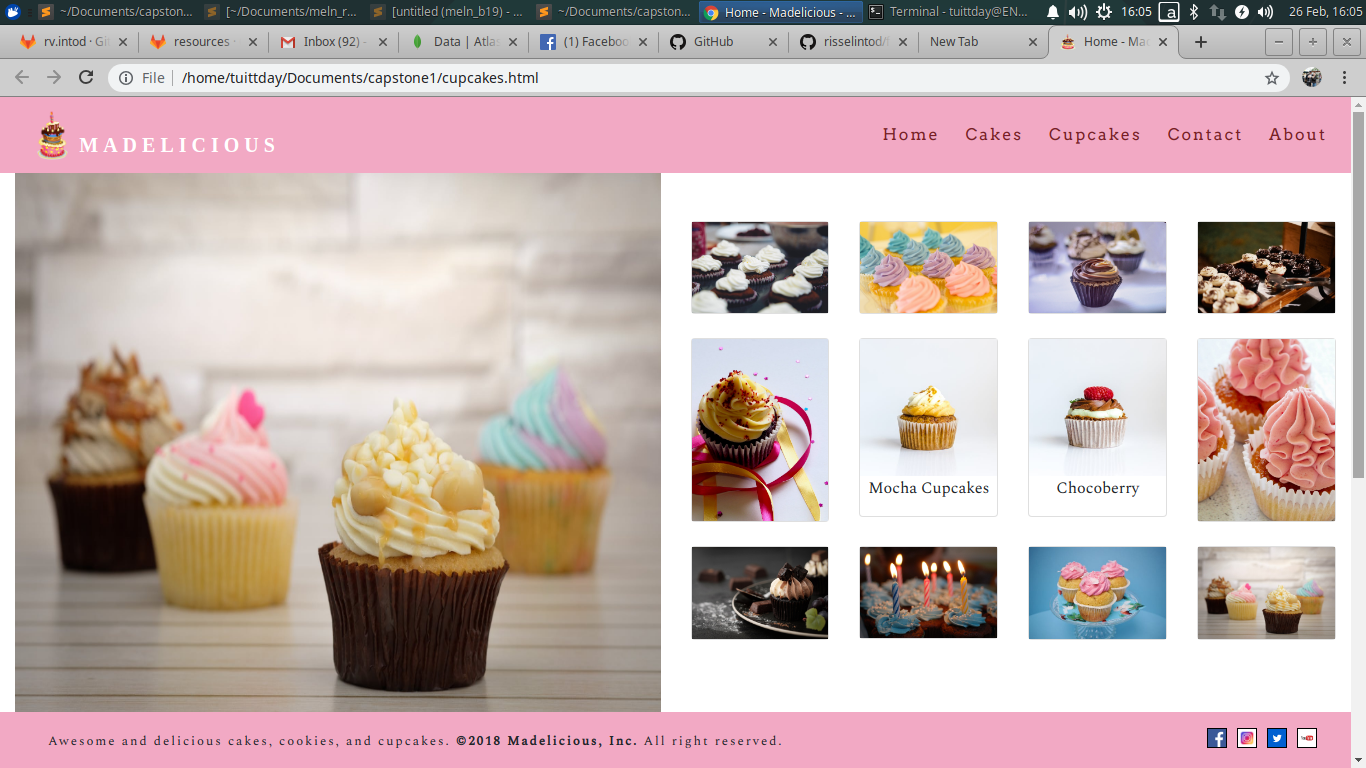 ~/Documents/capston... [~/Documents/meln_r... [untitled (meln_b19) - ... ~/Documents/capston... Home - Madelicious - ... Terminal - tuittday@EN... 16:05 a 26 Feb, 16:05
rv.intod · Git resources · Inbox (92) - Data | Atlas (1) Faceboo GitHub risselintod/ New Tab Home - Mad
File /home/tuittday/Documents/capstone1/cupcakes.html
MADELICIOUS Home Cakes Cupcakes Contact About
Mocha Cupcakes Chocoberry
Awesome and delicious cakes, cookies, and cupcakes. ©2018 Madelicious, Inc. All right reserved.